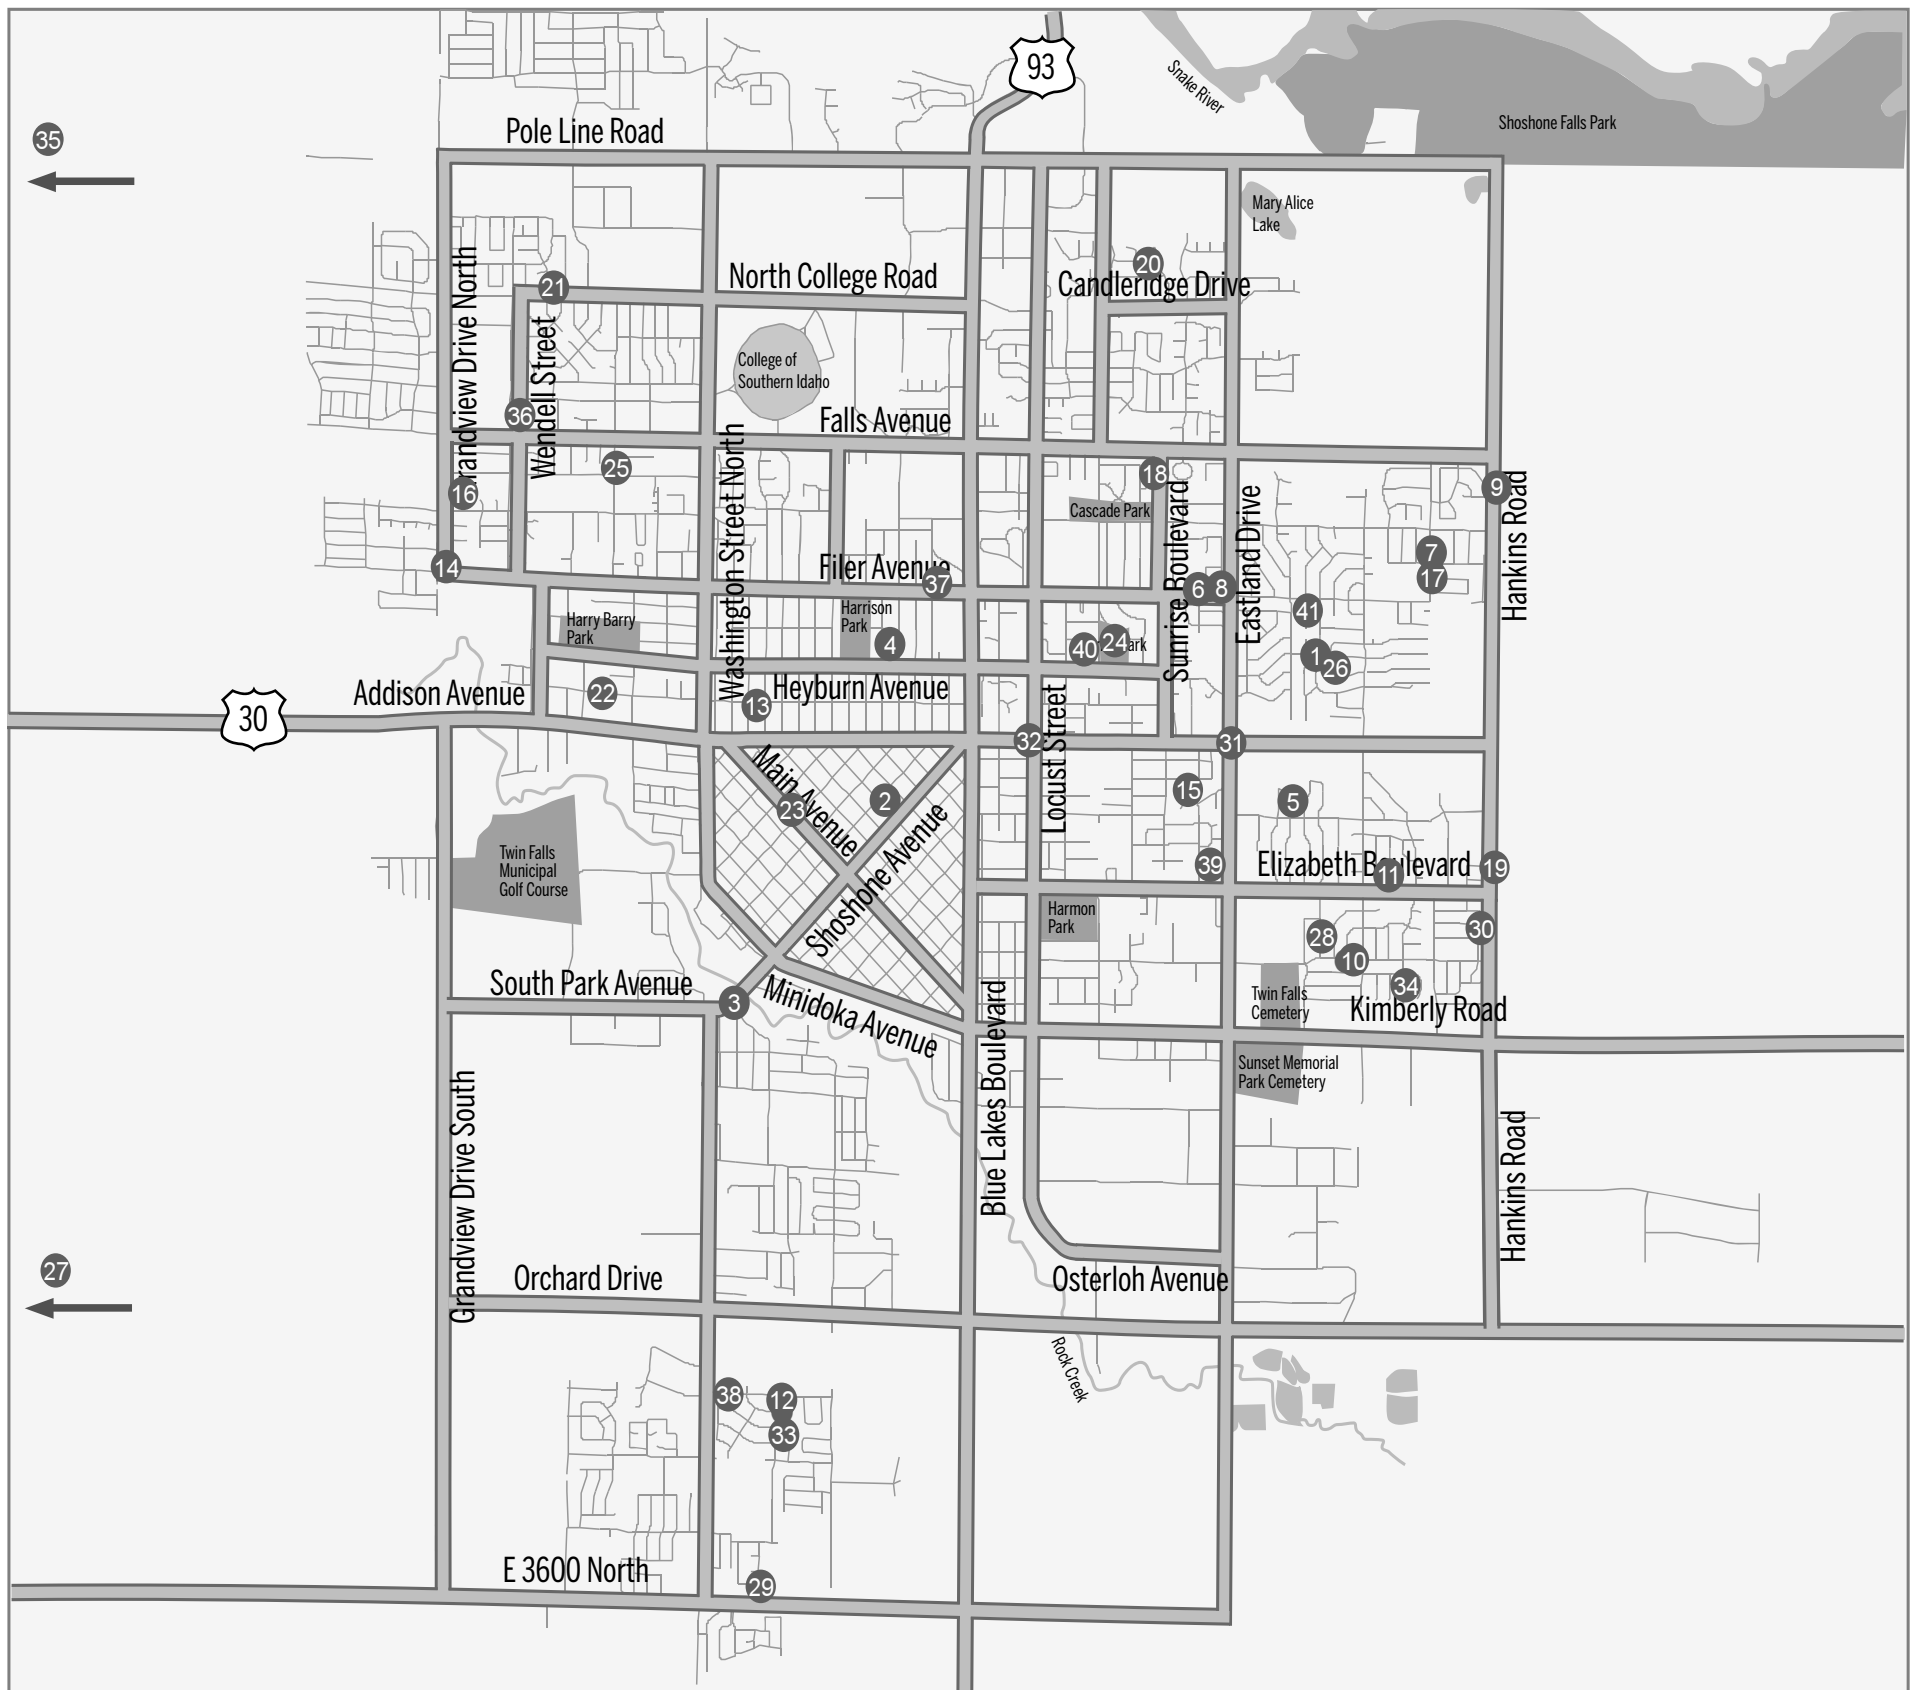 93
Snake River
Shoshone Falls Park
Pole Line Road
35
Mary Alice
Lake
20
North College Road
Candleridge Drive
21
Grandview Drive North
Wendell Street
College of
Southern Idaho
36
Falls Avenue
Washington Street North
25
16
18
Cascade Park
Sunrise Boulevard
Eastland Drive
9
Hankins Road
7
17
14
Filer Avenue
37
6
8
41
Harry Barry
Park
Harrison
Park
4
40
24
ark
1
26
22
Addison Avenue
30
13
Heyburn Avenue
32
Locust Street
31
Main Avenue
23
2
Shoshone Avenue
15
5
Twin Falls
Municipal
Golf Course
39
Elizabeth Boulevard
11
19
Harmon
Park
28
30
10
34
South Park Avenue
3
Minidoka Avenue
Blue Lakes Boulevard
Twin Falls
Cemetery
Kimberly Road
Sunset Memorial
Park Cemetery
Grandview Drive South
Hankins Road
27
Orchard Drive
Osterloh Avenue
Rock Creek
38
12
33
E 3600 North
29